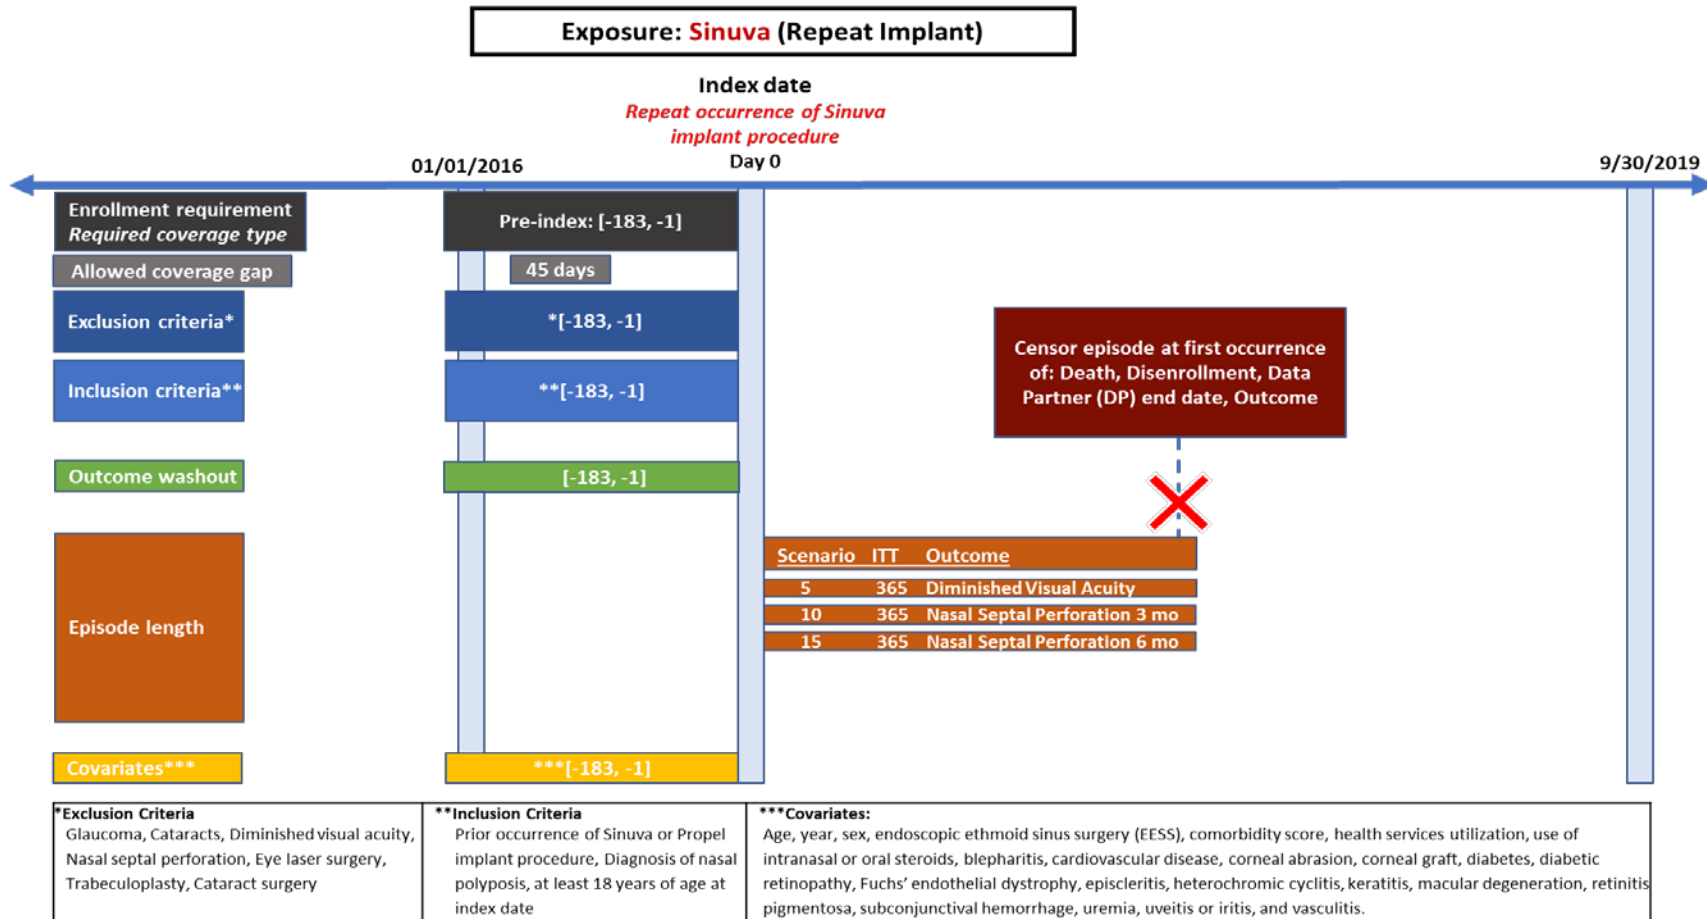 Exposure: Sinuva (Repeat Implant)
Index date
Repeat occurrence of Sinuva
implant procedure
01/01/2016
Day 0
9/30/2019
Enrollment requirement
Required coverage type
Pre-index: [-183, -1]
Allowed coverage gap
45 days
Exclusion criteria*
*[-183, -1]
Inclusion criteria**
**[-183, -1]
Censor episode at first occurrence
of: Death, Disenrollment, Data
Partner (DP) end date, Outcome
Outcome washout
[-183, -1]
Episode length
Scenario ITT Outcome
5 365 Diminished Visual Acuity
10 365 Nasal Septal Perforation 3 mo
15 365 Nasal Septal Perforation 6 mo
Covariates***
***[-183, -1]
*Exclusion Criteria
Glaucoma, Cataracts, Diminished visual acuity,
Nasal septal perforation, Eye laser surgery,
Trabeculoplasty, Cataract surgery
**Inclusion Criteria
Prior occurrence of Sinuva or Propel
implant procedure, Diagnosis of nasal
polyposis, at least 18 years of age at
index date
***Covariates:
Age, year, sex, endoscopic ethmoid sinus surgery (EESS), comorbidity score, health services utilization, use of
intranasal or oral steroids, blepharitis, cardiovascular disease, corneal abrasion, corneal graft, diabetes, diabetic
retinopathy, Fuchs' endothelial dystrophy, episcleritis, heterochromic cyclitis, keratitis, macular degeneration, retinitis
pigmentosa, subconjunctival hemorrhage, uremia, uveitis or iritis, and vasculitis.